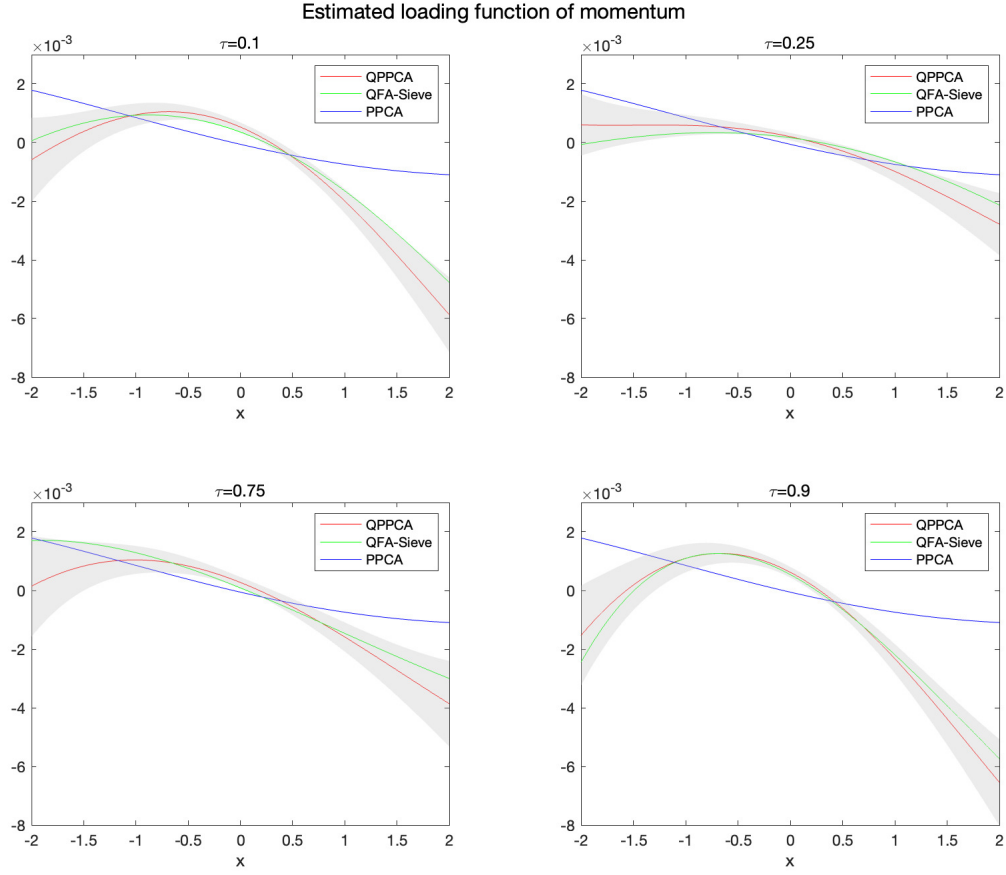 Estimated loading function of momentum
×10⁻³
τ=0.1
2
0
-2
-4
-6
-8
-2 -1.5 -1 -0.5 0 0.5 1 1.5 2
x
QPPCA
QFA-Sieve
PPCA
×10⁻³
τ=0.25
2
0
-2
-4
-6
-8
-2 -1.5 -1 -0.5 0 0.5 1 1.5 2
x
QPPCA
QFA-Sieve
PPCA
×10⁻³
τ=0.75
2
0
-2
-4
-6
-8
-2 -1.5 -1 -0.5 0 0.5 1 1.5 2
x
QPPCA
QFA-Sieve
PPCA
×10⁻³
τ=0.9
2
0
-2
-4
-6
-8
-2 -1.5 -1 -0.5 0 0.5 1 1.5 2
x
QPPCA
QFA-Sieve
PPCA